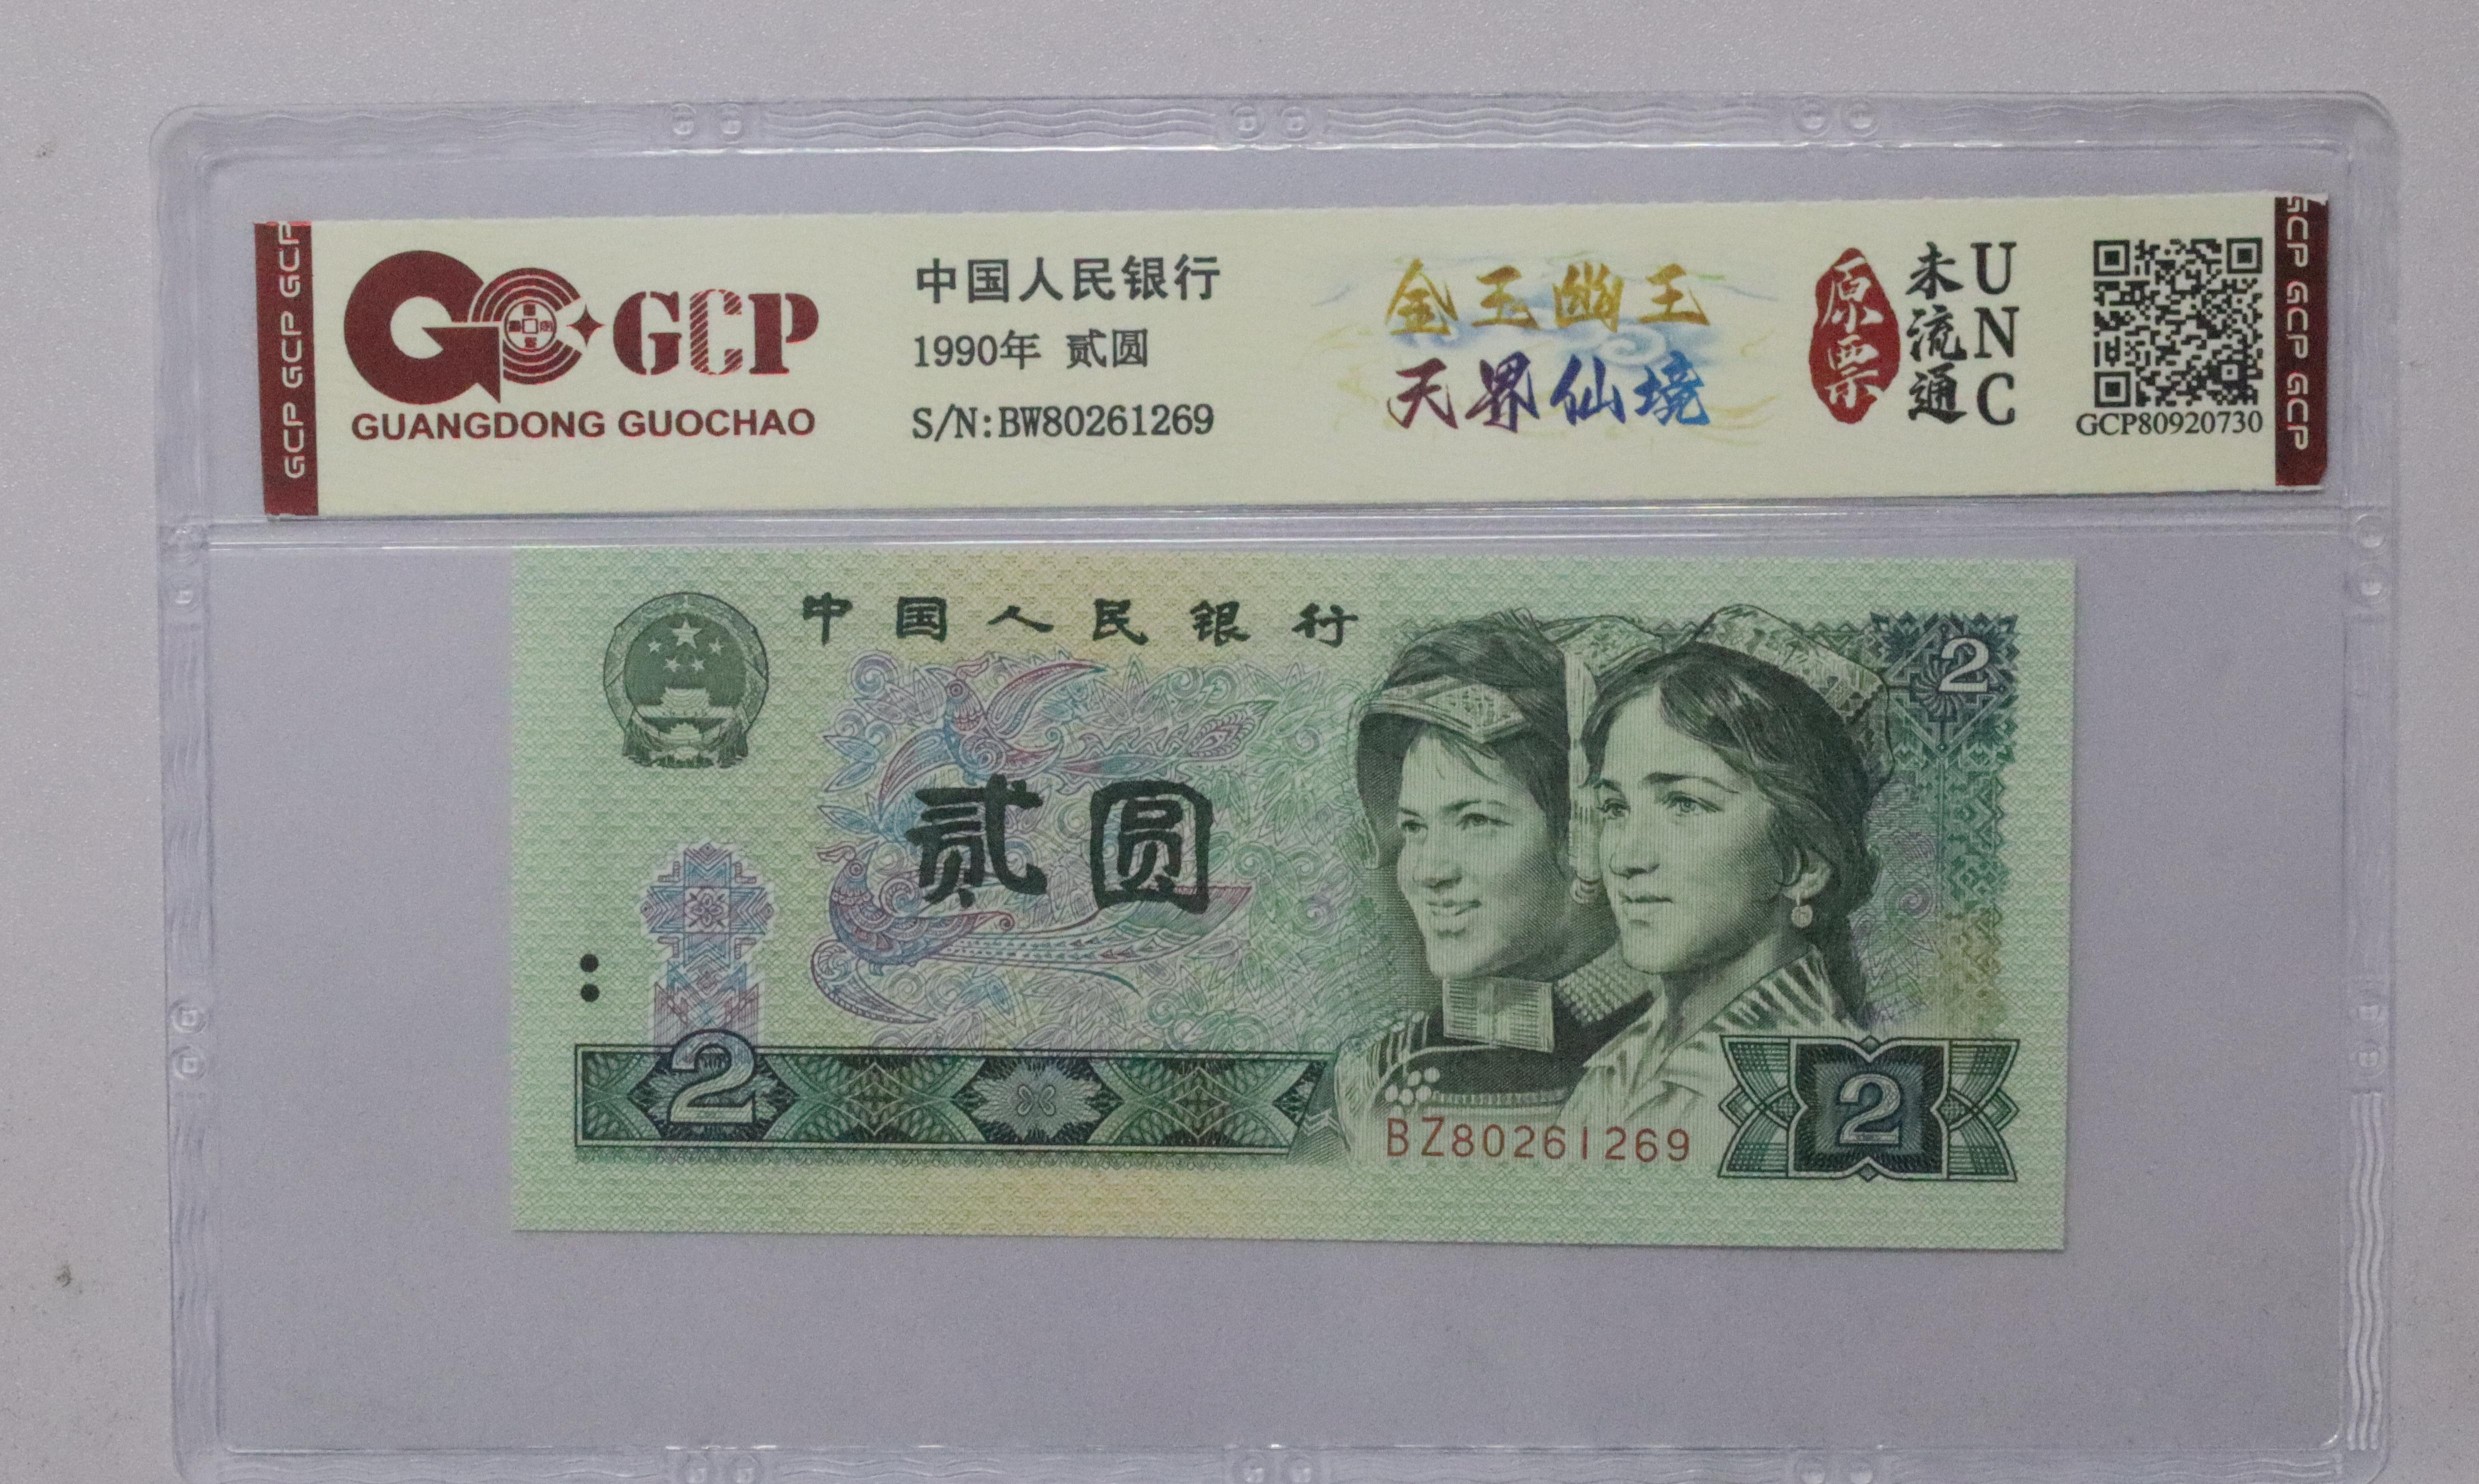 GCP GCP GCP
GCP
GUANGDONG GUOCHAO
中国人民银行
1990年 贰圆
S/N:BW80261269
金玉幽王
天界仙境
原票
未流通
UNC
GCP80920730
GCP GCP GCP
中国人民银行
2
贰圆
2
BZ80261269
2